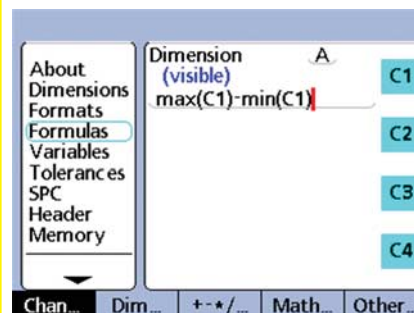 About
Dimensions
Formats
Formulas
Variables
Tolerances
SPC
Header
Memory
Dimension A
(visible)
max(C1)-min(C1)
C1
C2
C3
C4
Chan... Dim... +-*/... Math... Other...